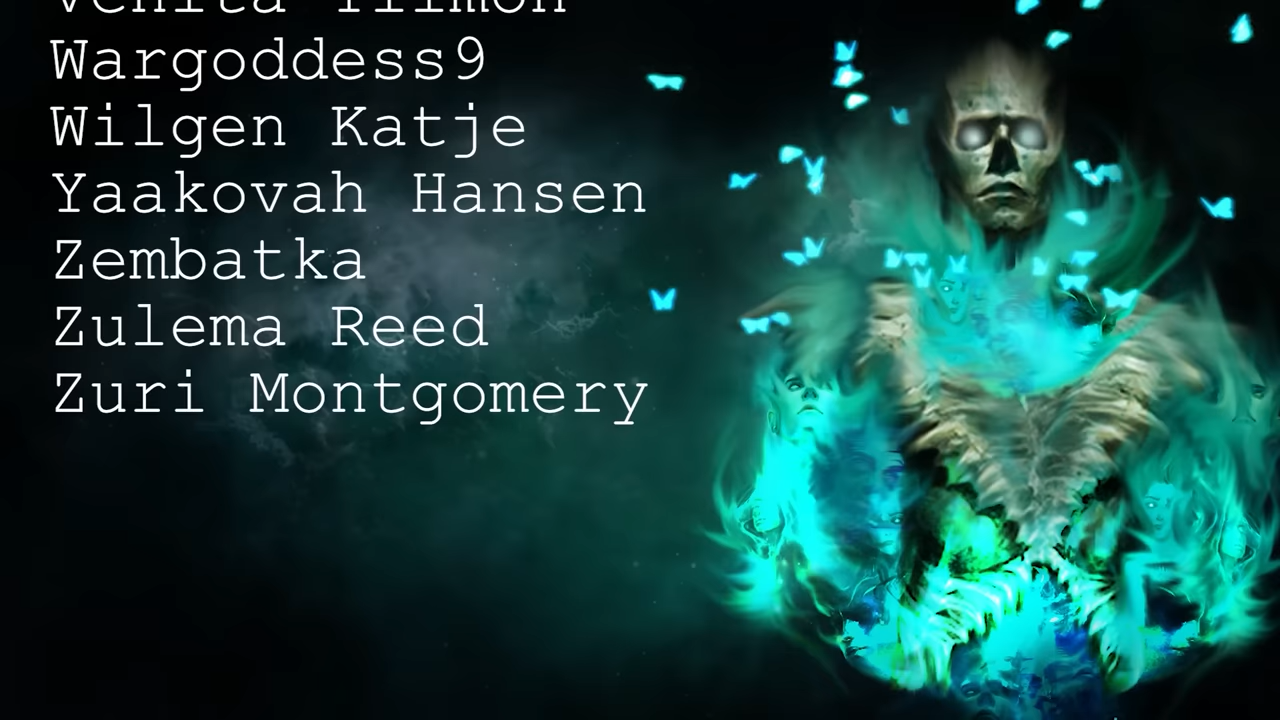 Wargoddess9
Wilgen Katje
Yaakovah Hansen
Zembatka
Zulema Reed
Zuri Montgomery